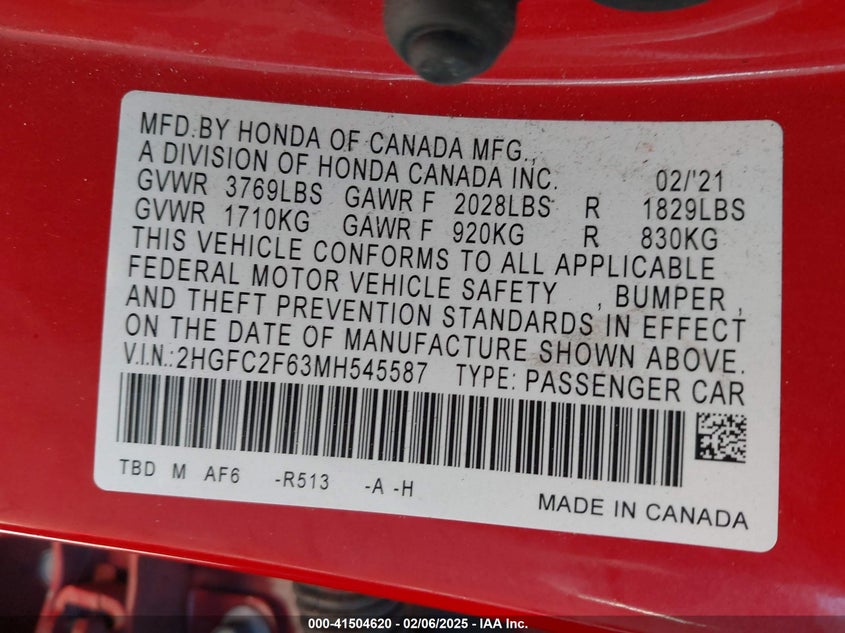 MFD.BY HONDA OF CANADA MFG.,
A DIVISION OF HONDA CANADA INC. 02/'21
GVWR 3769LBS GAWR F 2028LBS R 1829LBS
GVWR 1710KG GAWR F 920KG R 830KG
THIS VEHICLE CONFORMS TO ALL APPLICABLE
FEDERAL MOTOR VEHICLE SAFETY , BUMPER ,
AND THEFT PREVENTION STANDARDS IN EFFECT
ON THE DATE OF MANUFACTURE SHOWN ABOVE.
V.I.N.:2HGFC2F63MH545587 TYPE: PASSENGER CAR
TBD M AF6 -R513 -A -H
MADE IN CANADA
000-41504620 - 02/06/2025 - IAA Inc.